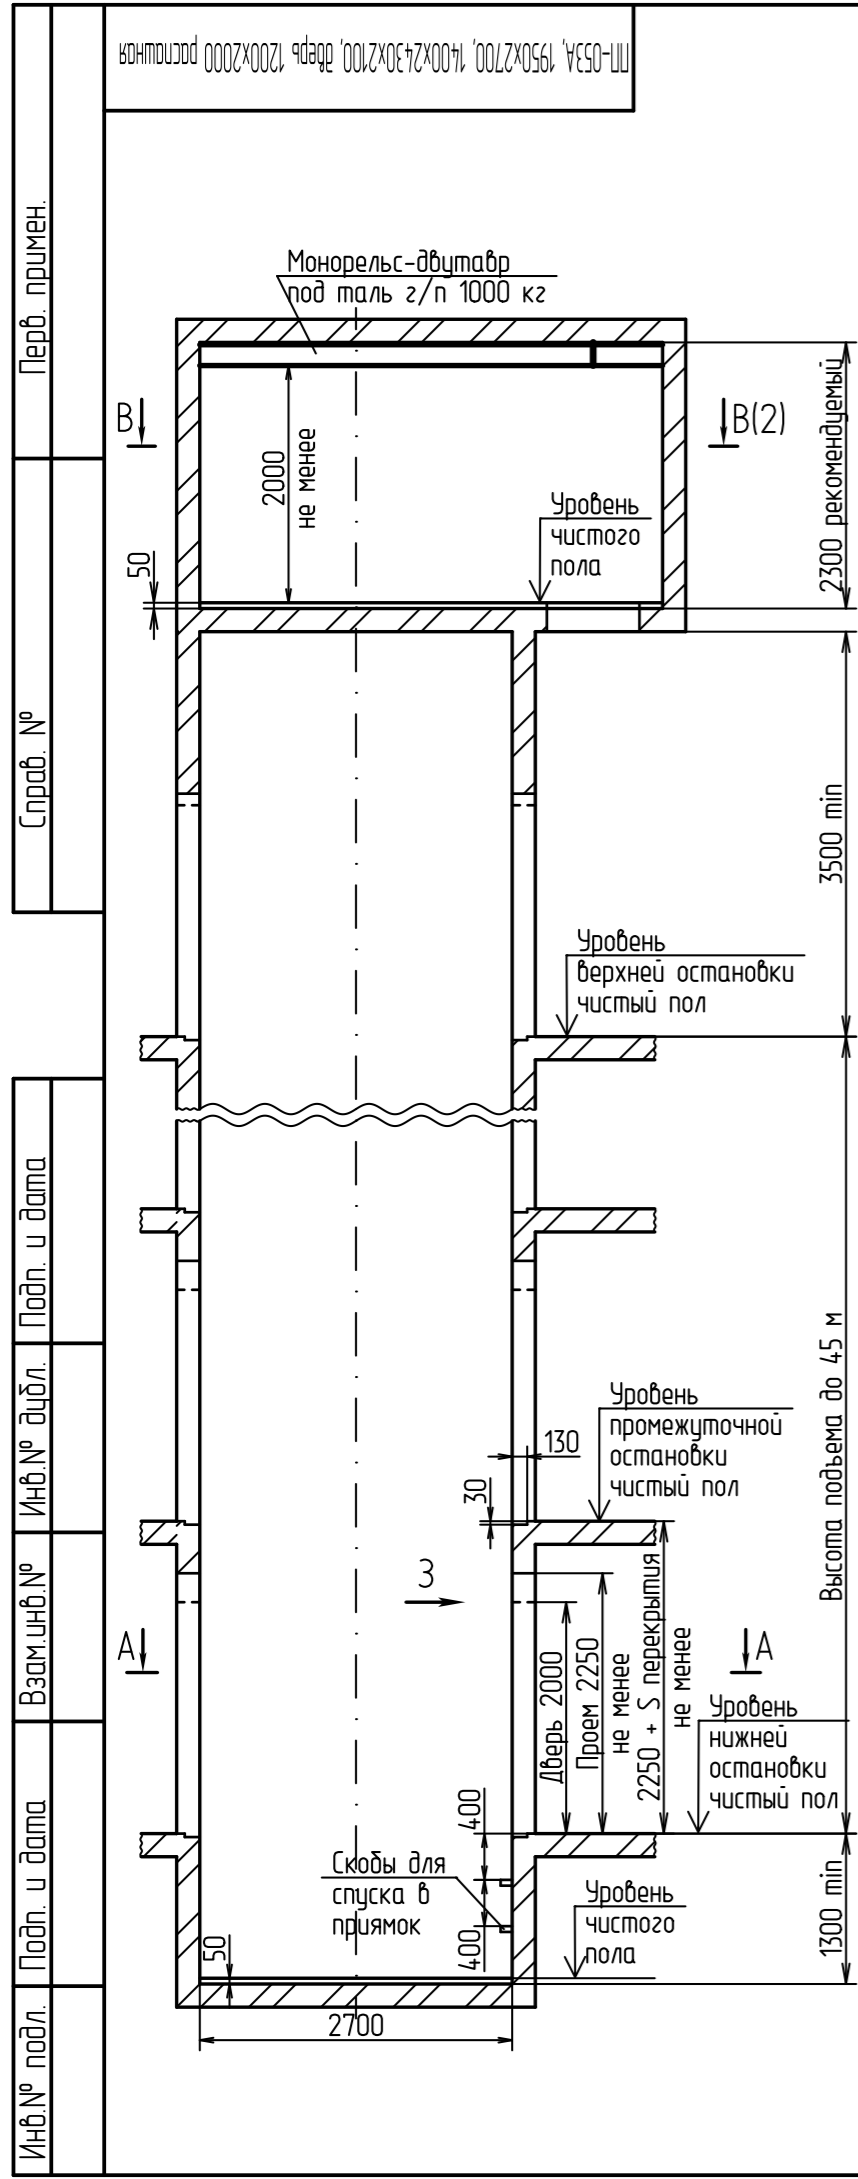 ПП-053А, 1950х2700, 1400х2430х2100, дверь 1200х2000 распашная
Перв. примен.
Справ. №
Подп. и дата
Инв.№ дубл.
Взам.инв.№
Подп. и дата
Инв.№ подл.
Монорельс-двутавр
под таль г/п 1000 кг
В
В(2)
2000
не менее
2300 рекомендуемый
Уровень
чистого
пола
50
3500 min
Уровень
верхней остановки
чистый пол
Высота подъема до 45 м
Уровень
промежуточной
остановки
чистый пол
130
30
3
А
А
Дверь 2000
Проем 2250
не менее
2250 + S перекрытия
не менее
Уровень
нижней
остановки
чистый пол
400
400
Скобы для
спуска в
приямок
Уровень
чистого
пола
50
1300 min
2700